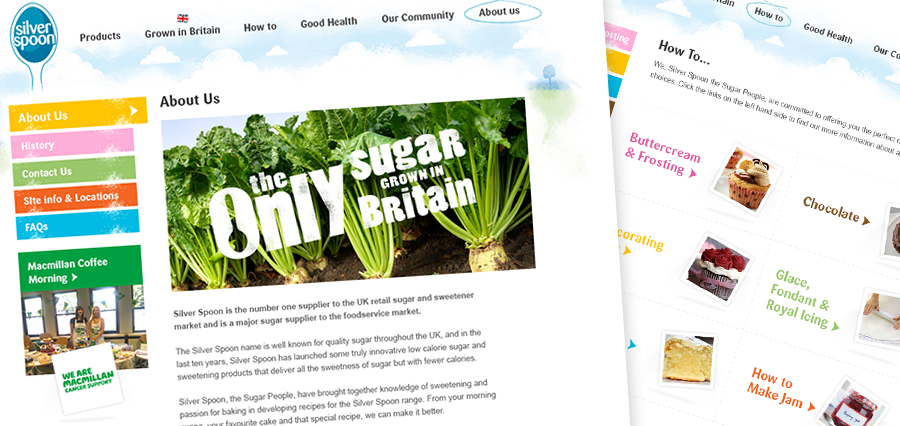 silver
spoon
Products
Grown in Britain
How to
Good Health
Our Community
About us
About Us
History
Contact Us
Site info & Locations
FAQs
Macmillan Coffee
Morning
WE ARE
MACMILLAN
CANCER SUPPORT
About Us
the Only sugar
GROWN IN
Britain
Silver Spoon is the number one supplier to the UK retail sugar and sweetener
market and is a major sugar supplier to the foodservice market.
The Silver Spoon name is well known for quality sugar throughout the UK, and in the
last ten years, Silver Spoon has launched some truly innovative low calorie sugar and
sweetening products that deliver all the sweetness of sugar but with fewer calories.
Silver Spoon, the Sugar People, have brought together knowledge of sweetening and
passion for baking in developing recipes for the Silver Spoon range. From your morning
your favourite cake and that special recipe, we can make it better.
How to
Good Health
Our Co
osting
How To...
We, Silver Spoon the Sugar People, are committed to offering you the perfect
choices. Click the links on the left hand side to find out more information about
Buttercream
& Frosting
Chocolate
corating
Glace,
Fondant &
Royal Icing
How to
Make Jam